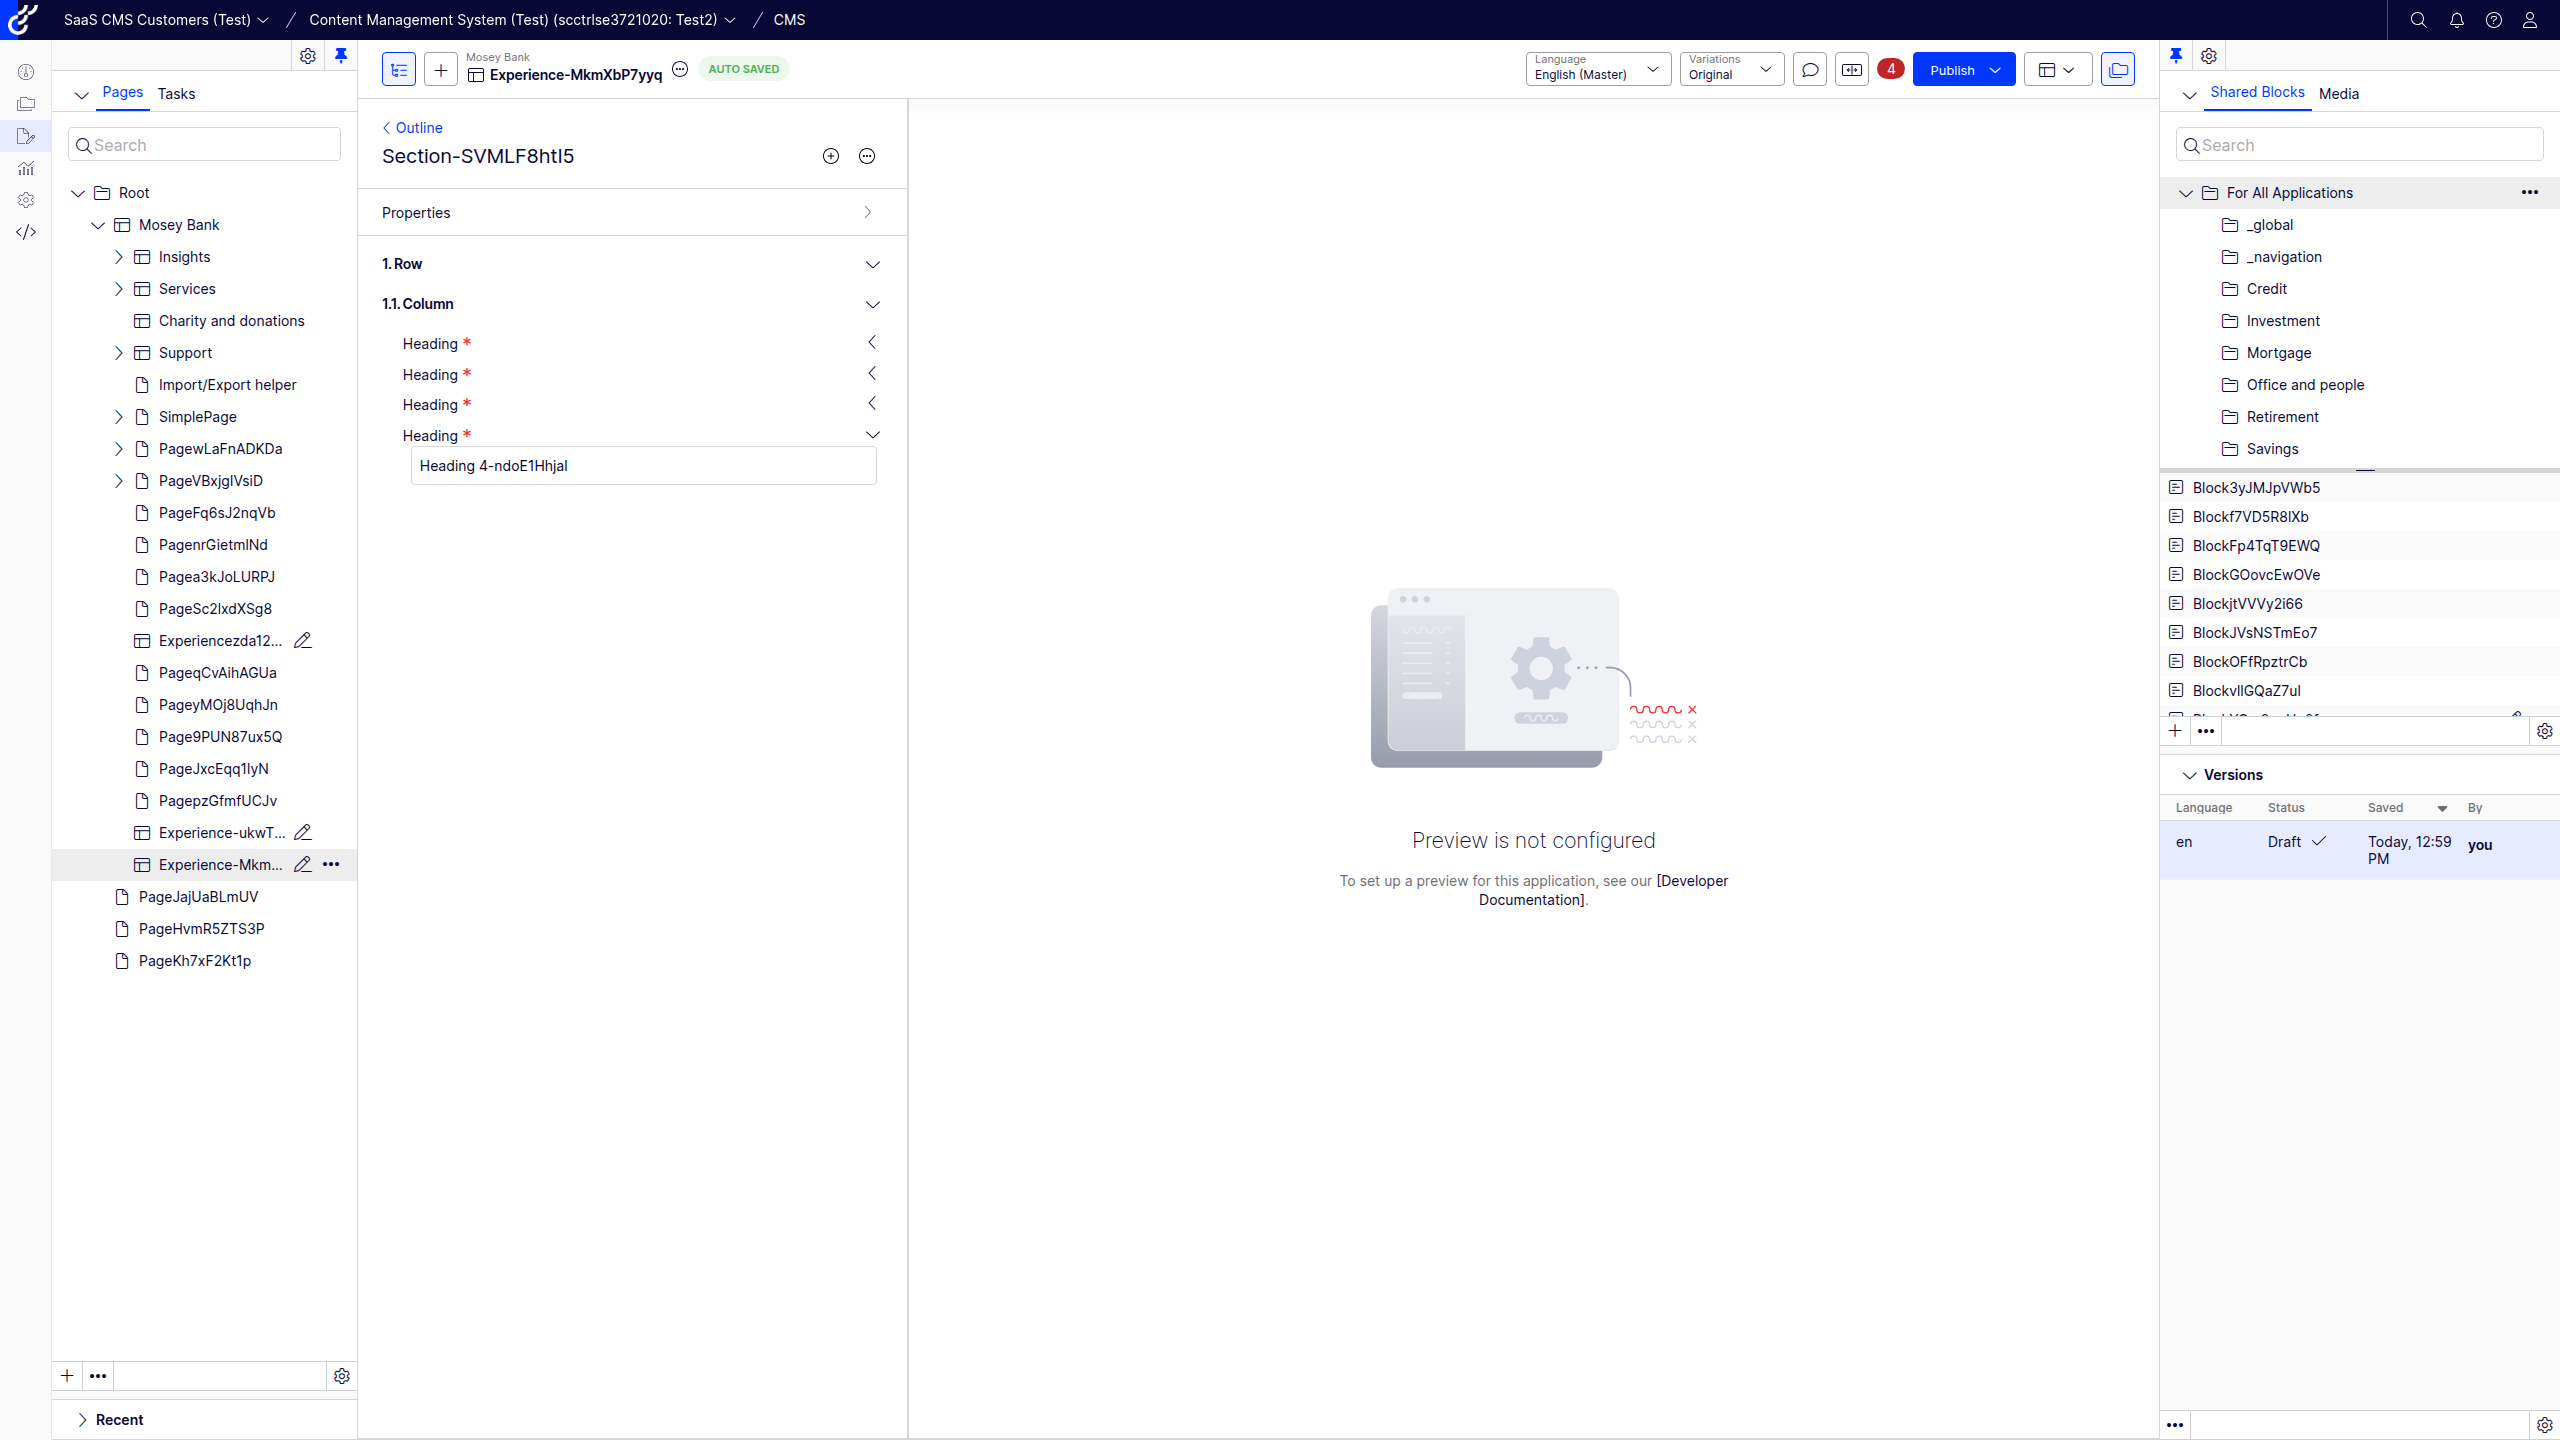 SaaS CMS Customers (Test) / Content Management System (Test) (scctrlse3721020: Test2) / CMS
Pages Tasks
Search
Root
Mosey Bank
Insights
Services
Charity and donations
Support
Import/Export helper
SimplePage
PagewLaFnADKDa
PageVBxjglVsiD
PageFq6sJ2nqVb
PagenrGietmlNd
Pagea3kJoLURPJ
PageSc2lxdXSg8
Experiencezda12...
PageqCvAihAGUa
PageyMOj8UqhJn
Page9PUN87ux5Q
PageJxcEqq1lyN
PagepzGfmfUCJv
Experience-ukwT...
Experience-Mkm...
PageJajUaBLmUV
PageHvmR5ZTS3P
PageKh7xF2Kt1p
Recent
Mosey Bank
Experience-MkmXbP7yyq
AUTO SAVED
Language
English (Master)
Variations
Original
4
Publish
Outline
Section-SVMLF8htl5
Properties
1. Row
1.1. Column
Heading *
Heading *
Heading *
Heading *
Heading 4-ndoE1Hhjal
Preview is not configured
To set up a preview for this application, see our [Developer
Documentation].
Shared Blocks Media
Search
For All Applications
_global
_navigation
Credit
Investment
Mortgage
Office and people
Retirement
Savings
Block3yJMJpVWb5
Blockf7VD5R8lXb
BlockFp4TqT9EWQ
BlockGOovcEwOVe
BlockjtVVVy2i66
BlockJVsNSTmEo7
BlockOFfRpztrCb
BlockvllGQaZ7ul
Versions
Language Status Saved By
en Draft Today, 12:59 you
PM